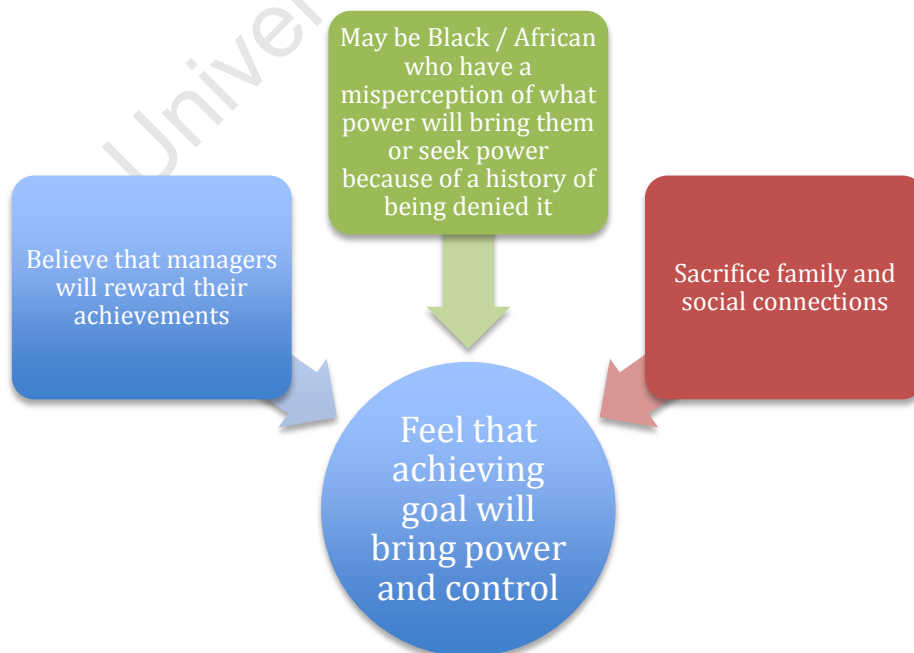 Univer
May be Black / African
who have a
misperception of what
power will bring them
or seek power
because of a history of
being denied it
Believe that managers
will reward their
achievements
Sacrifice family and
social connections
Feel that
achieving
goal will
bring power
and control